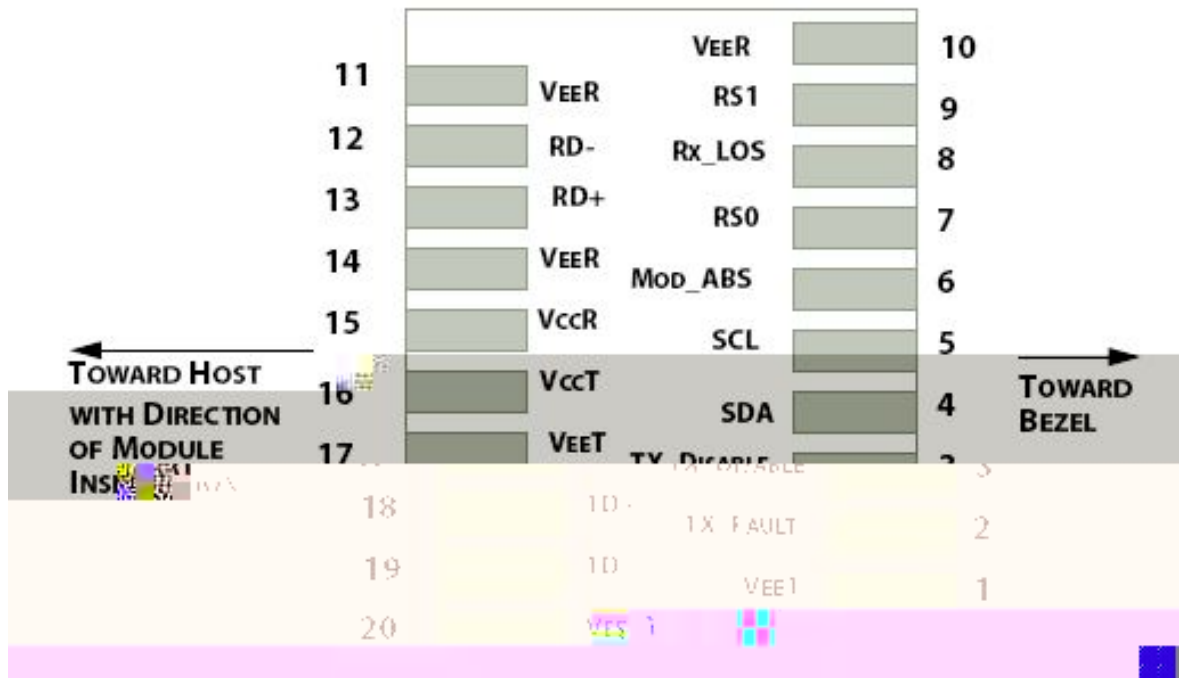 VEER 10
11 VEER RS1 9
12 RD- RX_LOS 8
13 RD+ RS0 7
14 VEER MOD_ABS 6
15 VCCR SCL 5
TOWARD HOST
WITH DIRECTION
OF MODULE
16 VCCT SDA 4
TOWARD
BEZEL
17 VEET TX_DISABLE 3
18 TX_FAULT 2
19 1
20